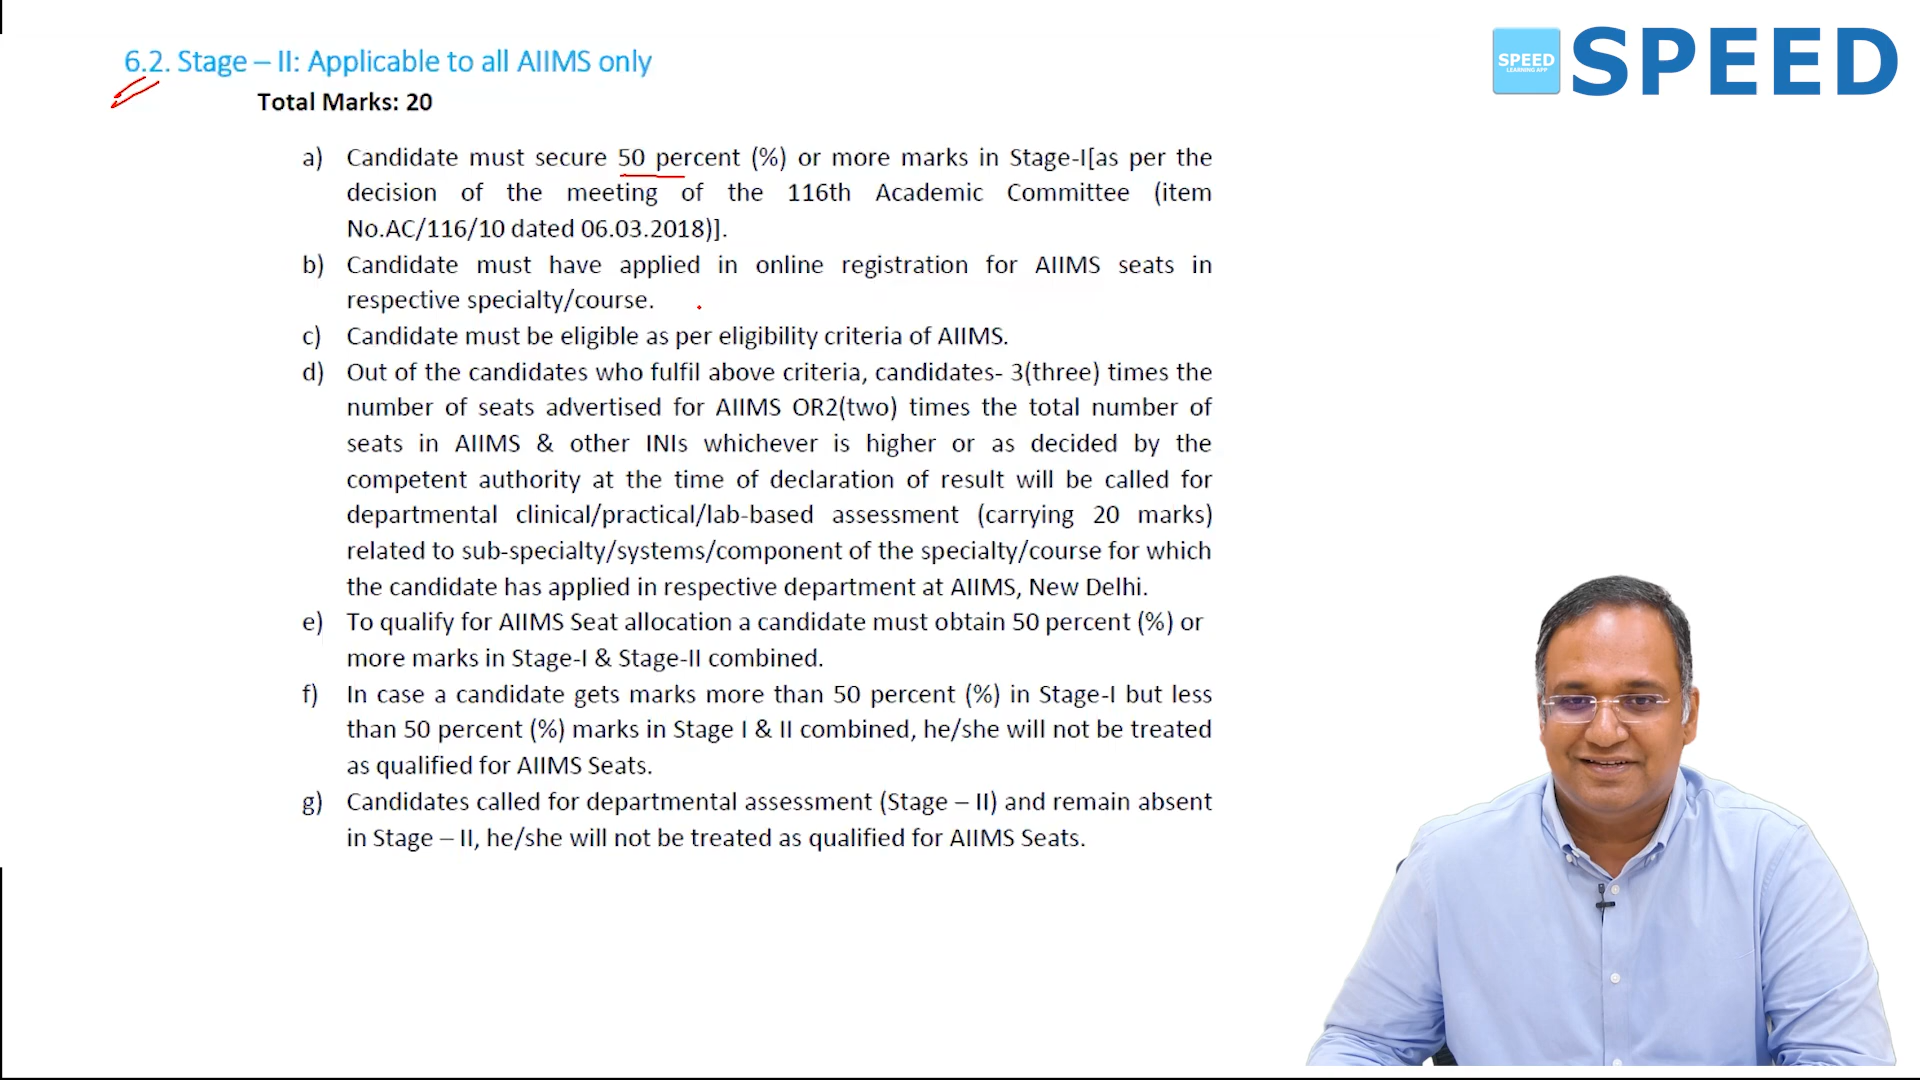 6.2. Stage – II: Applicable to all AIIMS only
SPEED
LEARNING APP
SPEED
Total Marks: 20
a) Candidate must secure 50 percent (%) or more marks in Stage-I[as per the
decision of the meeting of the 116th Academic Committee (item
No.AC/116/10 dated 06.03.2018)].
b) Candidate must have applied in online registration for AIIMS seats in
respective specialty/course.
c) Candidate must be eligible as per eligibility criteria of AIIMS.
d) Out of the candidates who fulfil above criteria, candidates- 3(three) times the
number of seats advertised for AIIMS OR2(two) times the total number of
seats in AIIMS & other INIs whichever is higher or as decided by the
competent authority at the time of declaration of result will be called for
departmental clinical/practical/lab-based assessment (carrying 20 marks)
related to sub-specialty/systems/component of the specialty/course for which
the candidate has applied in respective department at AIIMS, New Delhi.
e) To qualify for AIIMS Seat allocation a candidate must obtain 50 percent (%) or
more marks in Stage-I & Stage-II combined.
f) In case a candidate gets marks more than 50 percent (%) in Stage-I but less
than 50 percent (%) marks in Stage I & II combined, he/she will not be treated
as qualified for AIIMS Seats.
g) Candidates called for departmental assessment (Stage – II) and remain absent
in Stage – II, he/she will not be treated as qualified for AIIMS Seats.